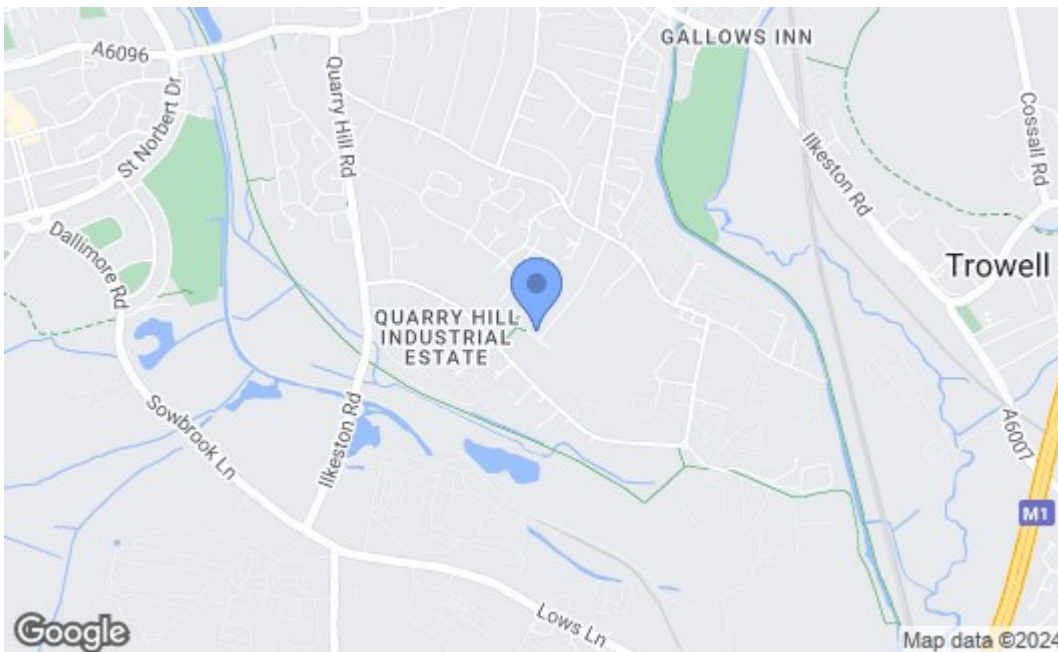 GALLOWS INN
A6096
Quarry Hill Rd
St Norbert Dr
Ilkeston Rd
Cossall Rd
Dallimore Rd
Trowell
QUARRY HILL
INDUSTRIAL
ESTATE
Sowbrook Ln
Ilkeston Rd
A6007
M1
Lows Ln
Google
Map data ©2024